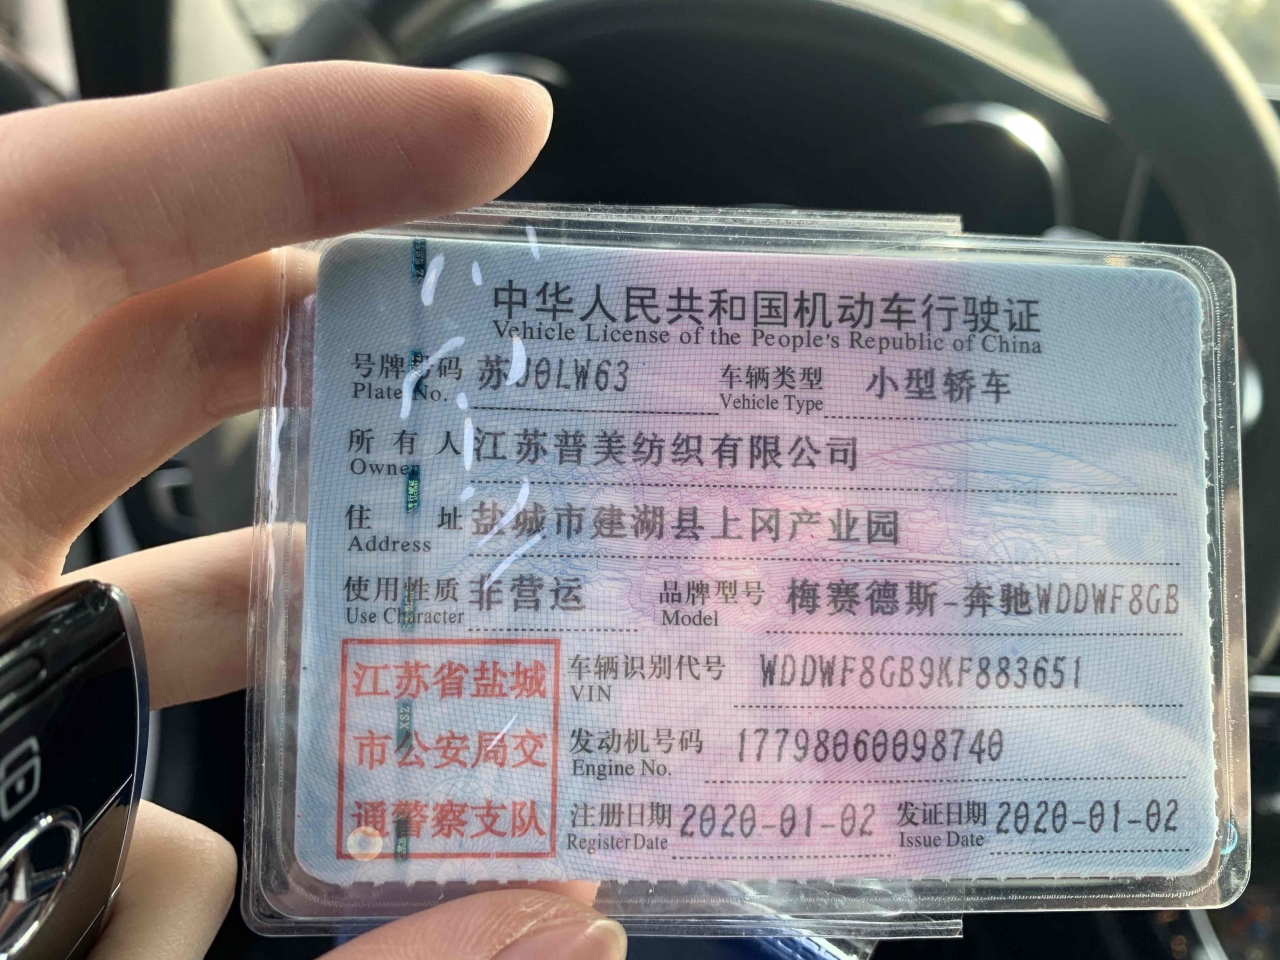 中华人民共和国机动车行驶证
Vehicle License of the People's Republic of China
号牌号码 苏J0LW63 车辆类型 小型轿车
Plate No. Vehicle Type
所有人 江苏普美纺织有限公司
Owner
住址 盐城市建湖县上冈产业园
Address
使用性质 非营运 品牌型号 梅赛德斯-奔驰WDDWF8GB
Use Character Model
江苏省盐城
市公安局交
通警察支队
车辆识别代号 WDDWF8GB9KF883651
VIN
发动机号码 17798060098740
Engine No.
注册日期 2020-01-02 发证日期 2020-01-02
Register Date Issue Date